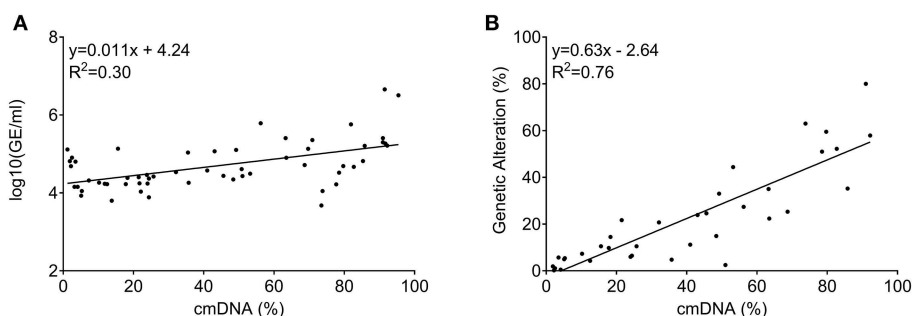 A
y=0.011x + 4.24
R²=0.30
8
6
4
2
log10(GE/ml)
0 20 40 60 80 100
cmDNA (%)
B
y=0.63x - 2.64
R²=0.76
100
80
60
40
20
0
Genetic Alteration (%)
0 20 40 60 80 100
cmDNA (%)